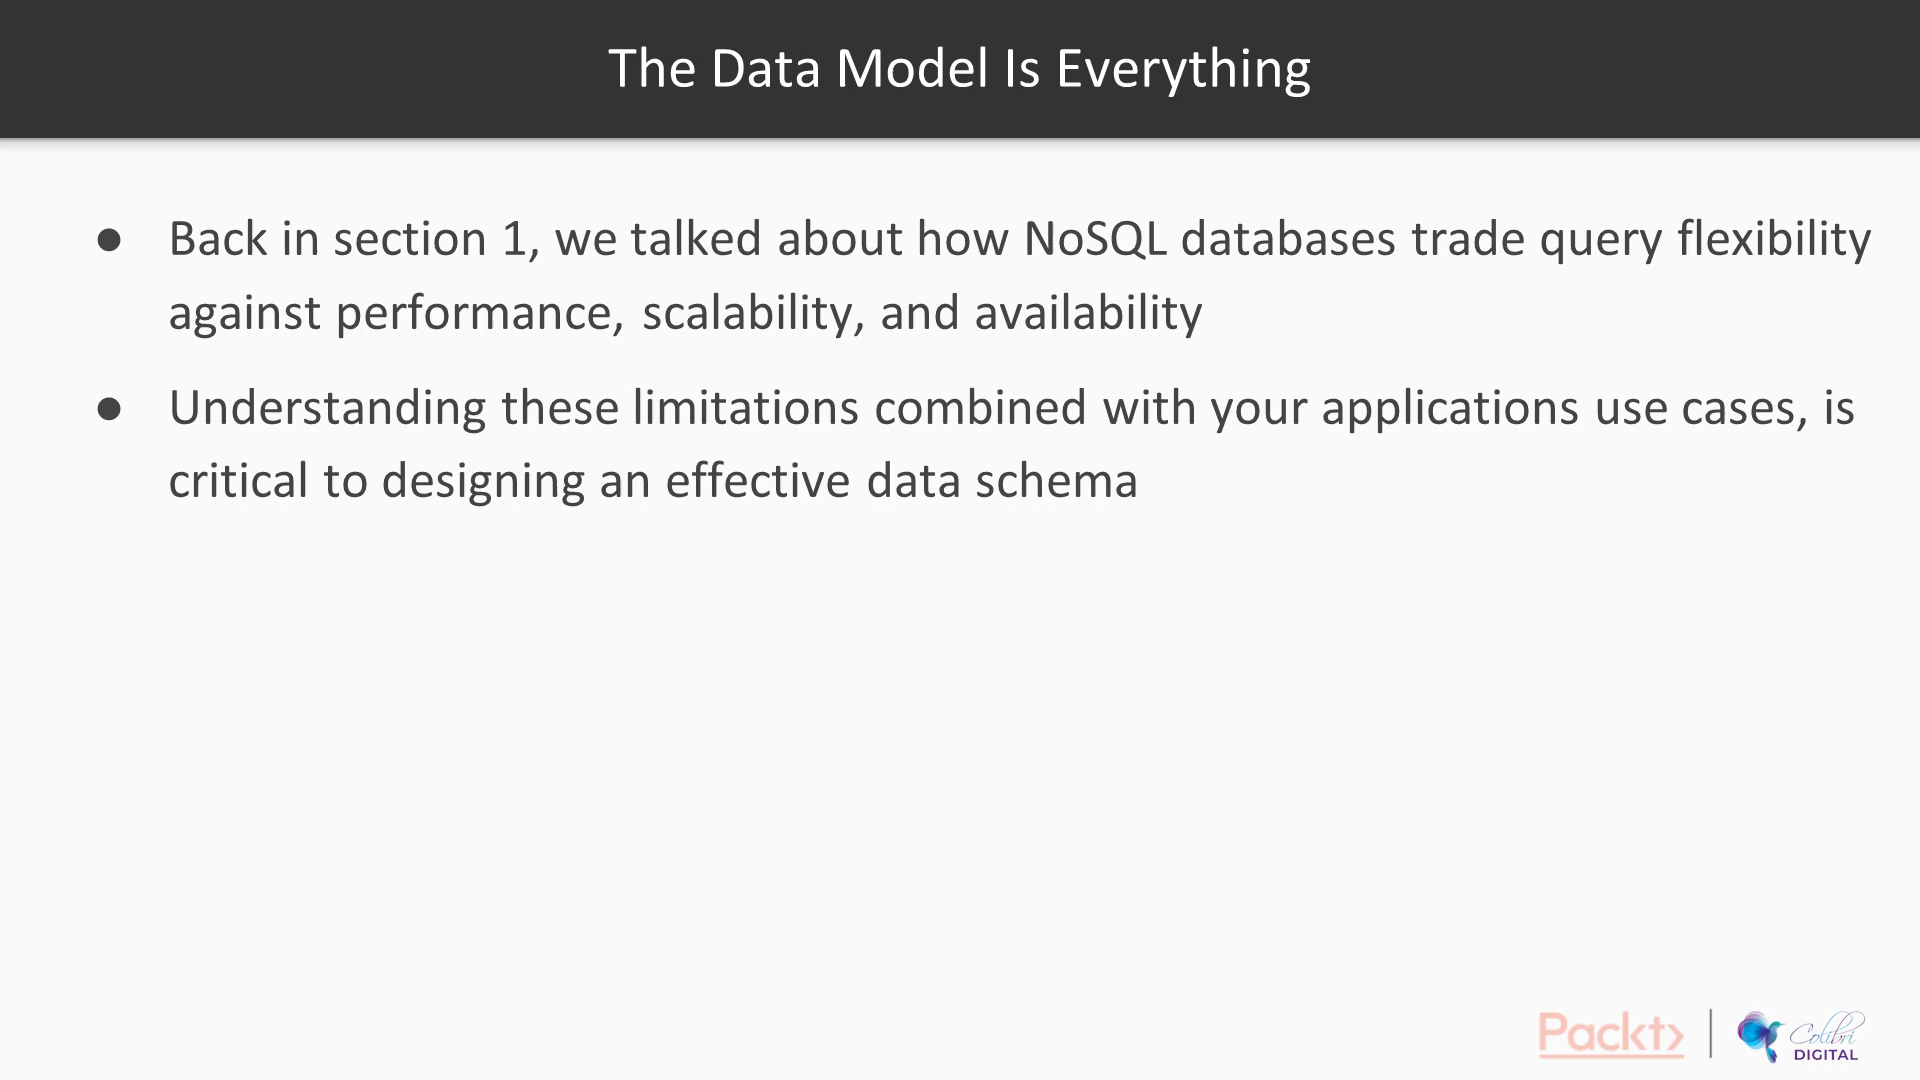 The Data Model Is Everything
● Back in section 1, we talked about how NoSQL databases trade query flexibility
against performance, scalability, and availability
● Understanding these limitations combined with your applications use cases, is
critical to designing an effective data schema
Packt>
Colibri
DIGITAL